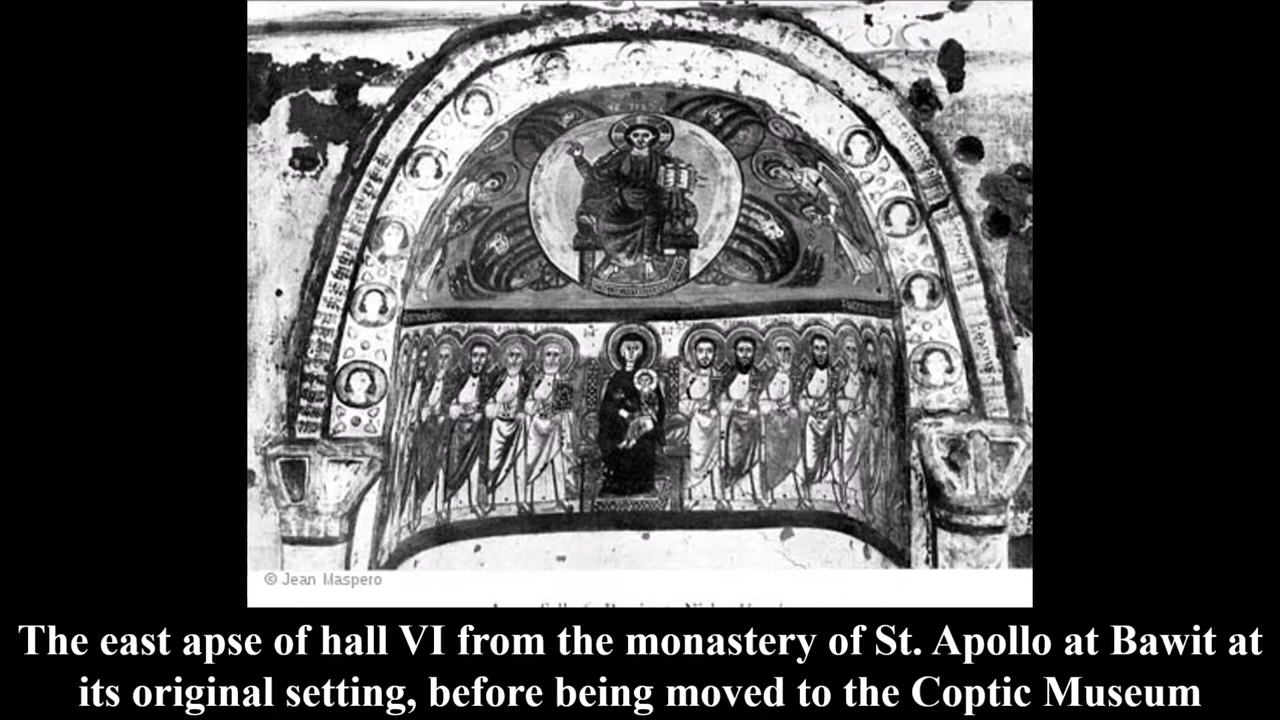 © Jean Maspero
The east apse of hall VI from the monastery of St. Apollo at Bawit at
its original setting, before being moved to the Coptic Museum